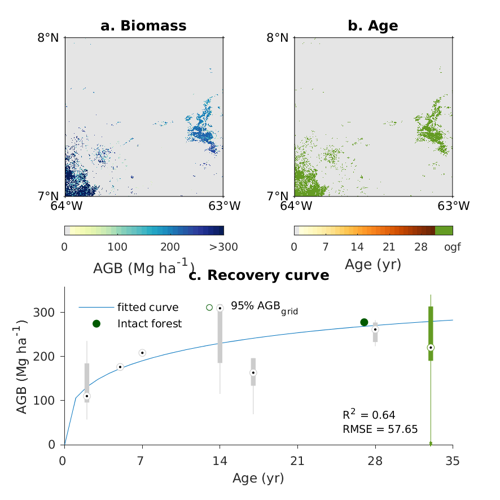 a. Biomass
b. Age
8°N
8°N
7°N
7°N
64°W
63°W
64°W
63°W
0
100
200
>300
0
7
14
21
28
ogf
AGB (Mg ha⁻¹)
Age (yr)
c. Recovery curve
fitted curve
95% AGB_grid
Intact forest
300
200
100
0
AGB (Mg ha⁻¹)
R² = 0.64
RMSE = 57.65
0
7
14
21
28
35
Age (yr)